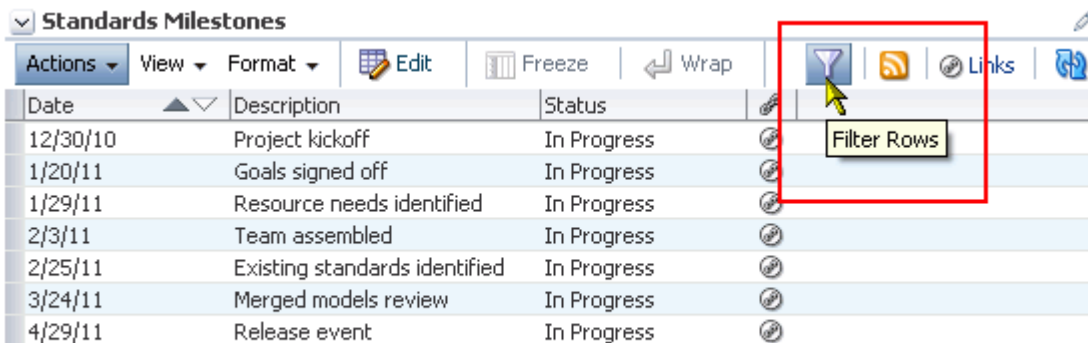 Standards Milestones
Actions View Format Edit Freeze Wrap Links
Date Description Status
Filter Rows
12/30/10 Project kickoff In Progress
1/20/11 Goals signed off In Progress
1/29/11 Resource needs identified In Progress
2/3/11 Team assembled In Progress
2/25/11 Existing standards identified In Progress
3/24/11 Merged models review In Progress
4/29/11 Release event In Progress